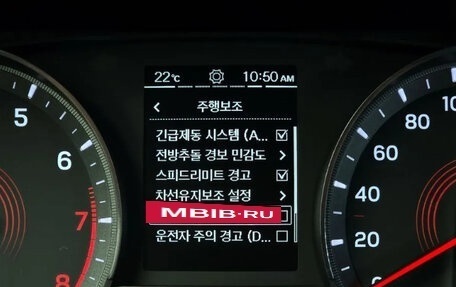 22°C 10:50 AM
주행보조
긴급제동 시스템 (A...
전방추돌 경보 민감도
스피드리미트 경고
차선유지보조 설정
MBIB.RU
운전자 주의 경고 (D...
5
6
7
8
100
80
60
40
20
0